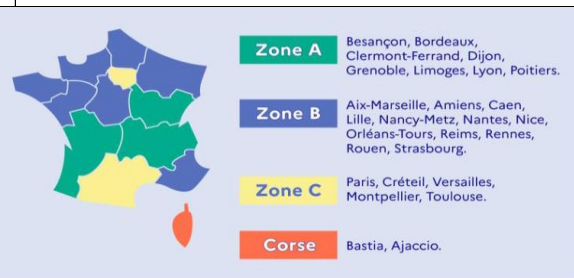 Zone A
Besançon, Bordeaux,
Clermont-Ferrand, Dijon,
Grenoble, Limoges, Lyon, Poitiers.
Zone B
Aix-Marseille, Amiens, Caen,
Lille, Nancy-Metz, Nantes, Nice,
Orléans-Tours, Reims, Rennes,
Rouen, Strasbourg.
Zone C
Paris, Créteil, Versailles,
Montpellier, Toulouse.
Corse
Bastia, Ajaccio.